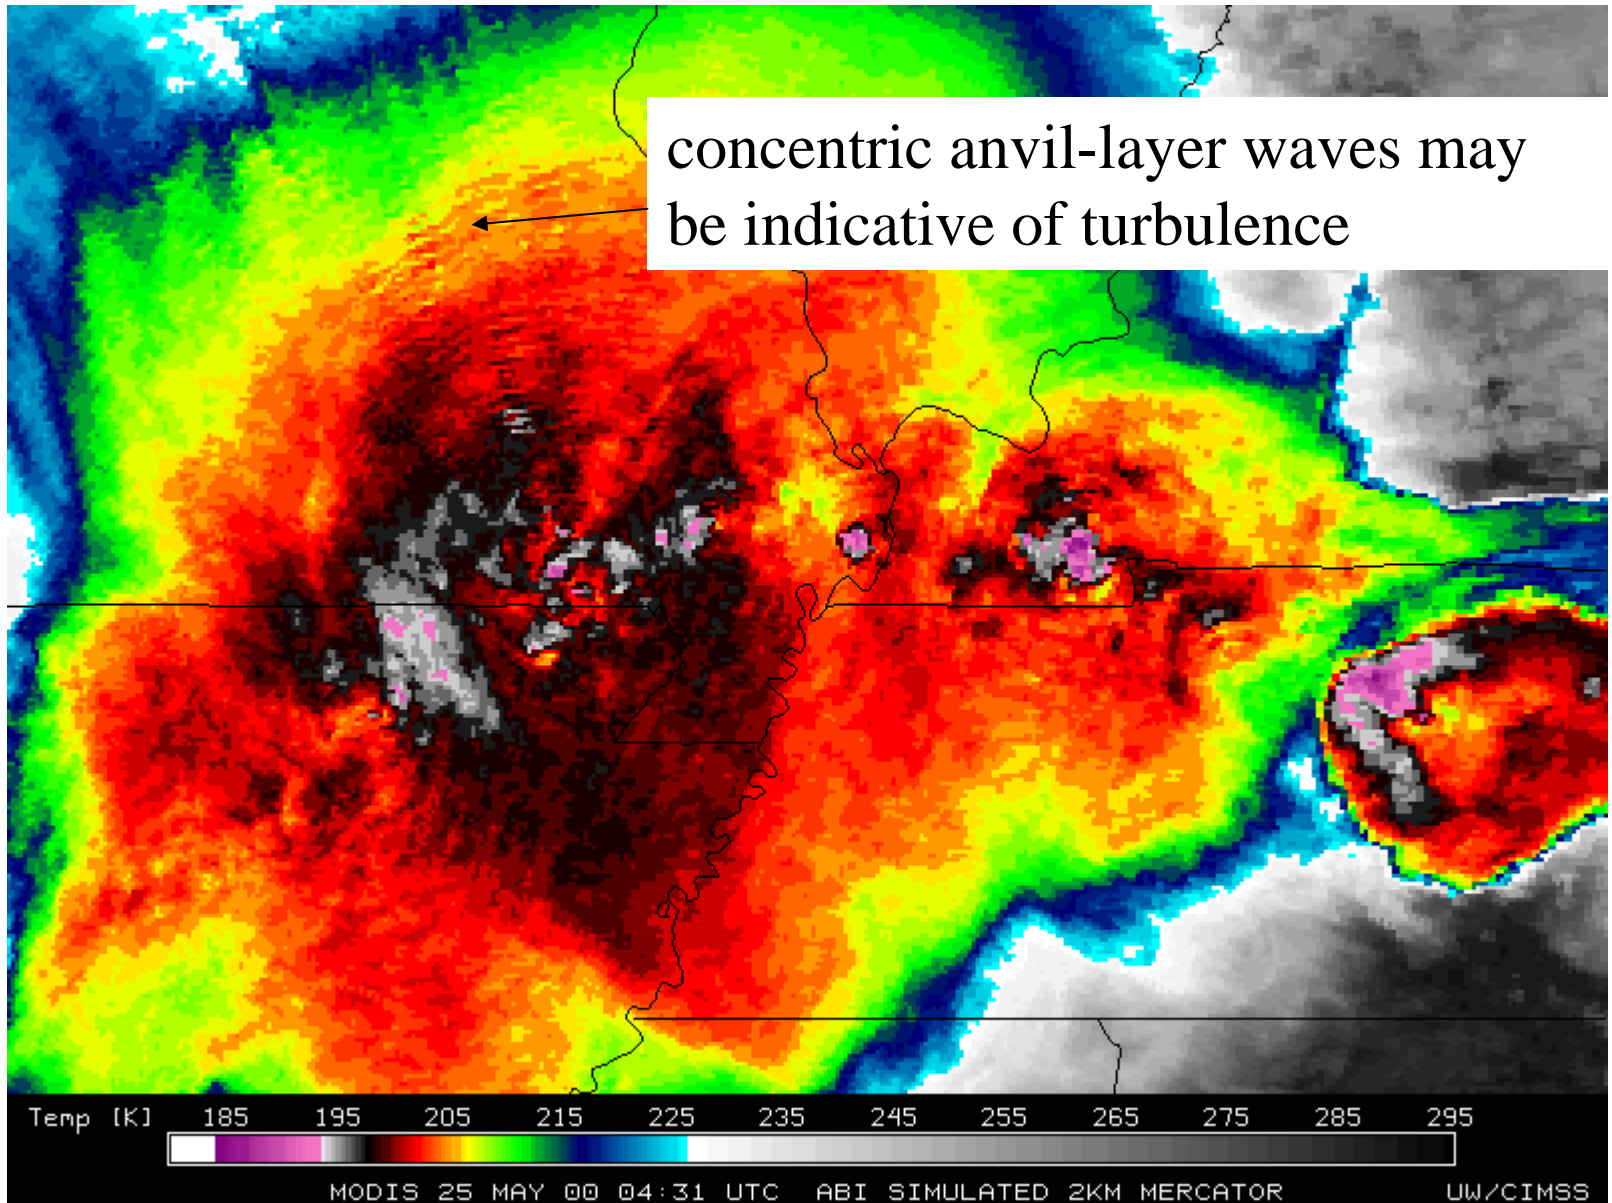 concentric anvil-layer waves may
be indicative of turbulence
Temp [K] 185 195 205 215 225 235 245 255 265 275 285 295
MODIS 25 MAY 00 04:31 UTC ABI SIMULATED 2KM MERCATOR UW/CIMSS